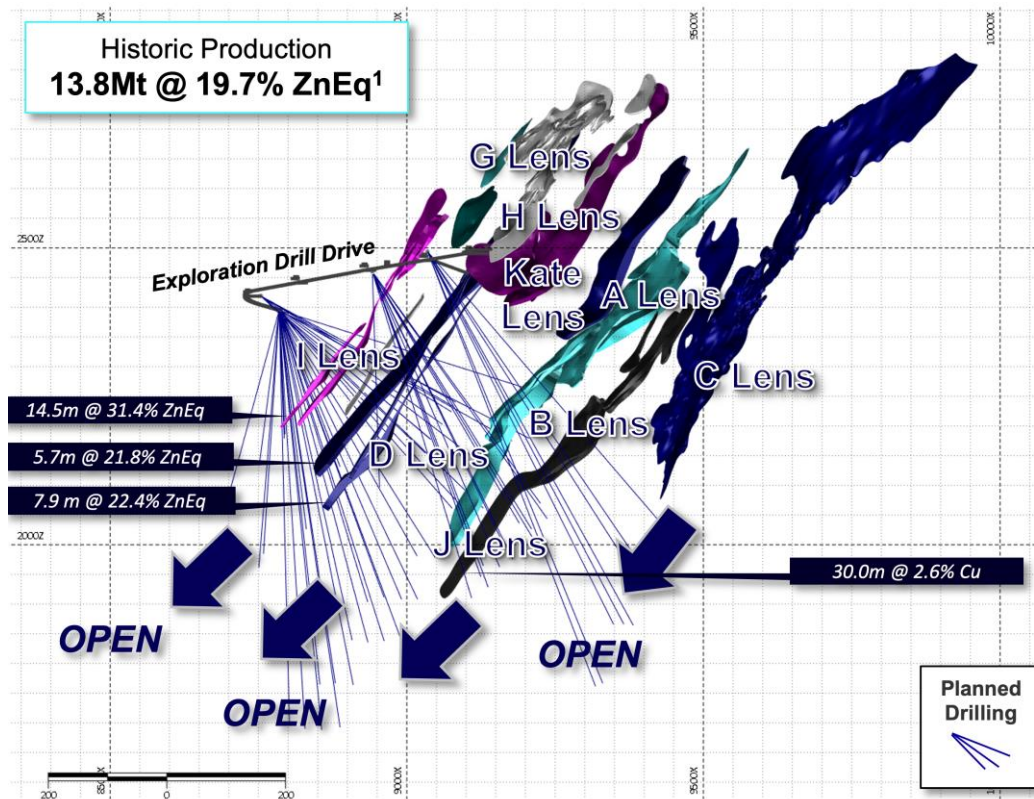 Historic Production
13.8Mt @ 19.7% ZnEq¹
9500X
G Lens
H Lens
2500Z
Exploration Drill Drive
Kate
Lens
A Lens
I Lens
C Lens
14.5m @ 31.4% ZnEq
B Lens
5.7m @ 21.8% ZnEq
D Lens
7.9 m @ 22.4% ZnEq
2000Z
J Lens
30.0m @ 2.6% Cu
OPEN
OPEN
OPEN
Planned
Drilling
200
0
200
9000X
9500X